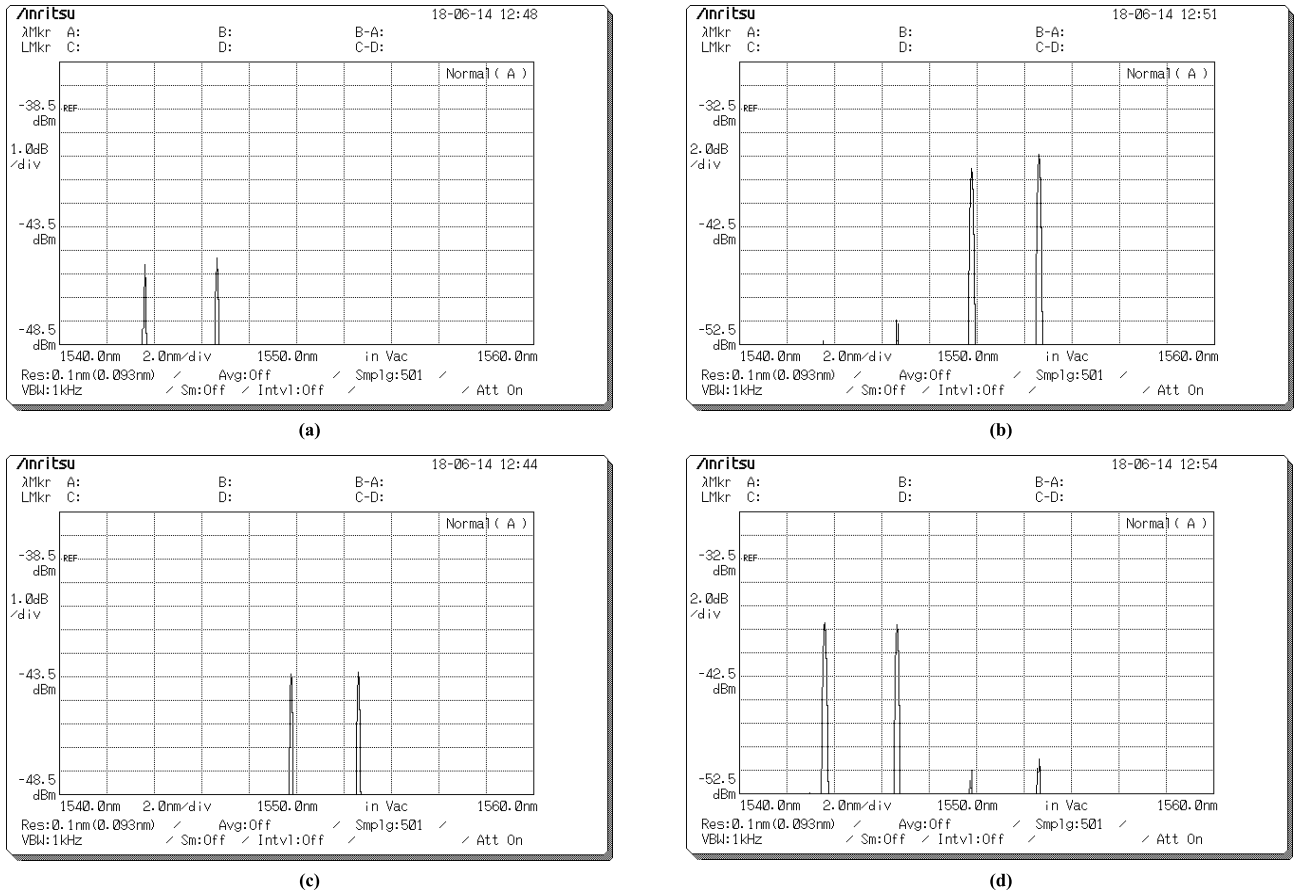 Anritsu 18-06-14 12:48
λMkr A: B: B-A:
LMkr C: D: C-D:
Normal( A )
-38.5 REF
dBm
1.0dB
/div
-43.5
dBm
-48.5
dBm
1540.0nm 2.0nm/div 1550.0nm in Vac 1560.0nm
Res:0.1nm(0.093nm) / Avg:Off / Smplg:501 /
VBW:1kHz / Sm:Off / Intvl:Off / / Att On
(a)
Anritsu 18-06-14 12:51
λMkr A: B: B-A:
LMkr C: D: C-D:
Normal( A )
-32.5 REF
dBm
2.0dB
/div
-42.5
dBm
-52.5
dBm
1540.0nm 2.0nm/div 1550.0nm in Vac 1560.0nm
Res:0.1nm(0.093nm) / Avg:Off / Smplg:501 /
VBW:1kHz / Sm:Off / Intvl:Off / / Att On
(b)
Anritsu 18-06-14 12:44
λMkr A: B: B-A:
LMkr C: D: C-D:
Normal( A )
-38.5 REF
dBm
1.0dB
/div
-43.5
dBm
-48.5
dBm
1540.0nm 2.0nm/div 1550.0nm in Vac 1560.0nm
Res:0.1nm(0.093nm) / Avg:Off / Smplg:501 /
VBW:1kHz / Sm:Off / Intvl:Off / / Att On
(c)
Anritsu 18-06-14 12:54
λMkr A: B: B-A:
LMkr C: D: C-D:
Normal( A )
-32.5 REF
dBm
2.0dB
/div
-42.5
dBm
-52.5
dBm
1540.0nm 2.0nm/div 1550.0nm in Vac 1560.0nm
Res:0.1nm(0.093nm) / Avg:Off / Smplg:501 /
VBW:1kHz / Sm:Off / Intvl:Off / / Att On
(d)